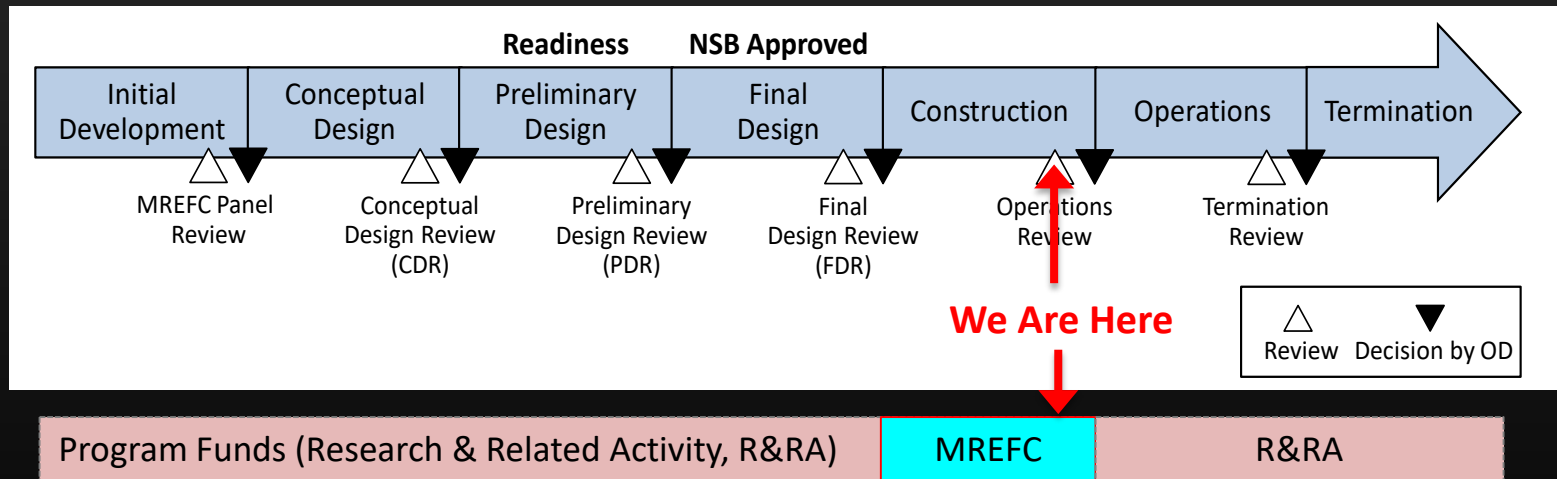 Readiness
NSB Approved
Initial
Development
Conceptual
Design
Preliminary
Design
Final
Design
Construction
Operations
Termination
MREFC Panel
Review
Conceptual
Design Review
(CDR)
Preliminary
Design Review
(PDR)
Final
Design Review
(FDR)
Operations
Review
Termination
Review
We Are Here
Review
Decision by OD
Program Funds (Research & Related Activity, R&RA)
MREFC
R&RA